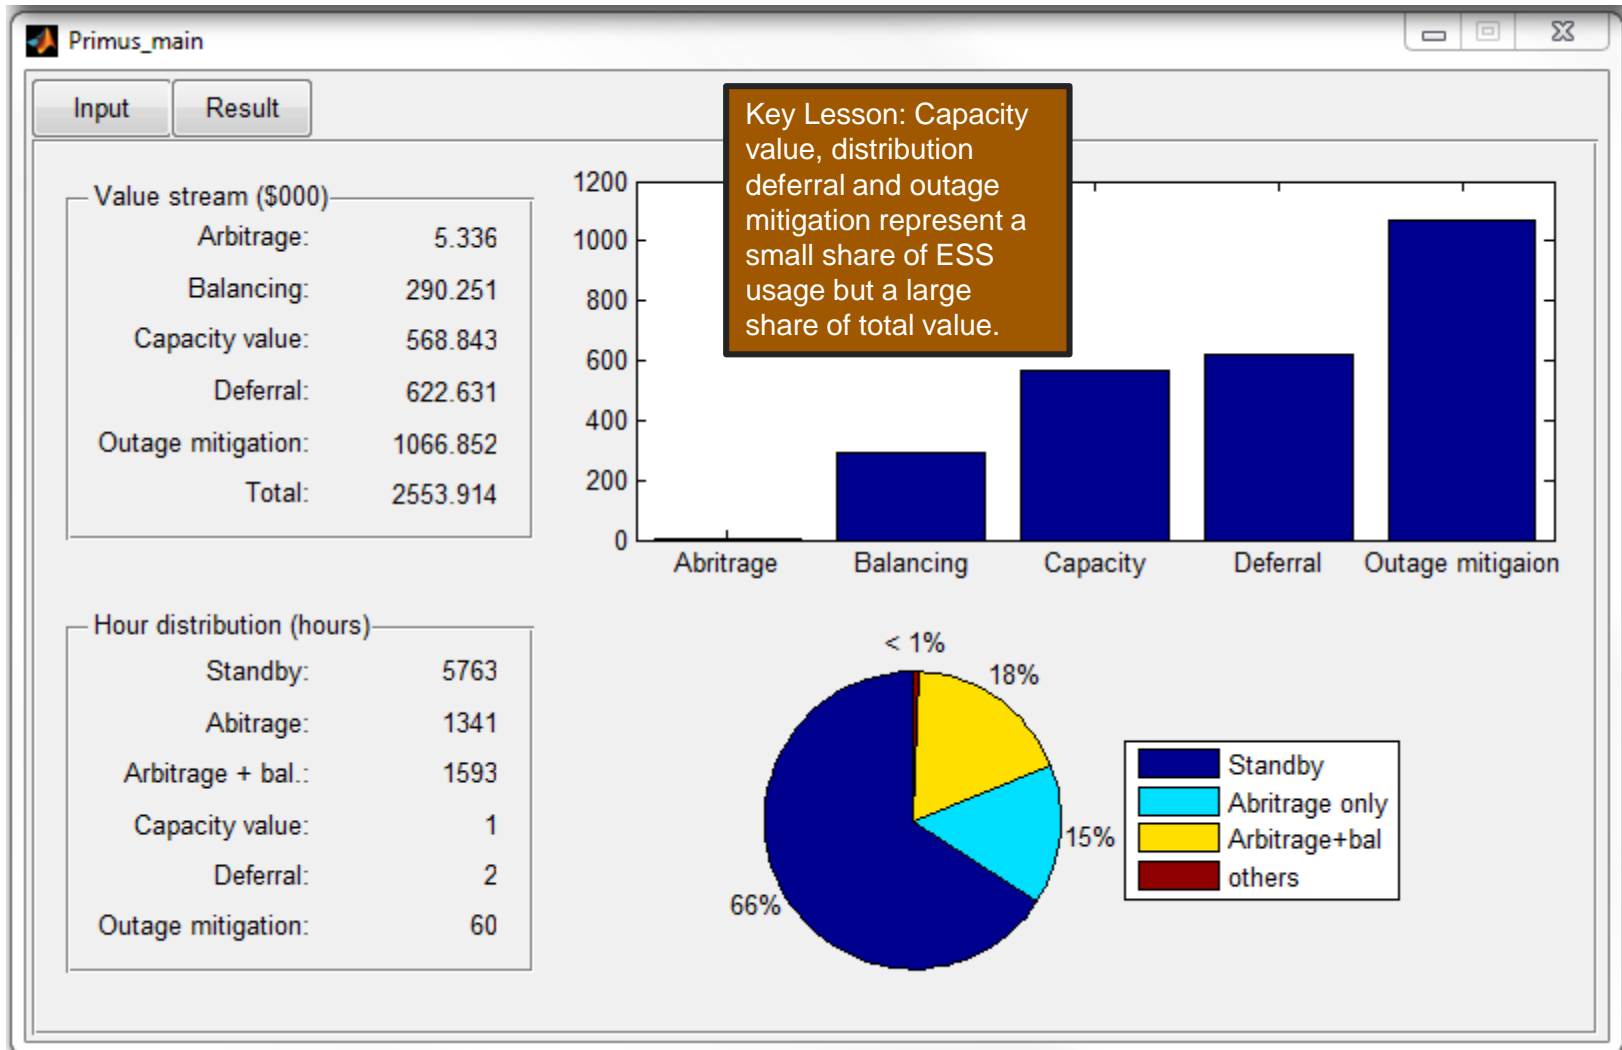 Primus_main
Input
Result
Key Lesson: Capacity
value, distribution
deferral and outage
mitigation represent a
small share of ESS
usage but a large
share of total value.
Value stream ($000)
Arbitrage: 5.336
Balancing: 290.251
Capacity value: 568.843
Deferral: 622.631
Outage mitigation: 1066.852
Total: 2553.914
1200
1000
800
600
400
200
0
Abritrage Balancing Capacity Deferral Outage mitigaion
Hour distribution (hours)
Standby: 5763
Abitrage: 1341
Arbitrage + bal.: 1593
Capacity value: 1
Deferral: 2
Outage mitigation: 60
< 1%
18%
15%
66%
Standby
Abritrage only
Arbitrage+bal
others